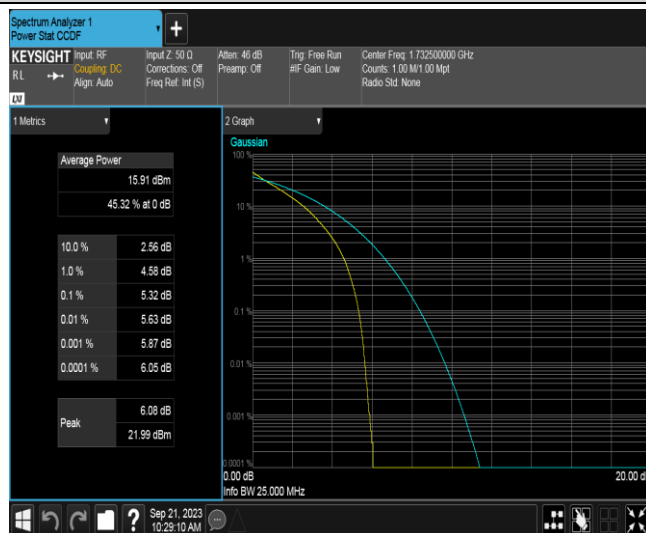 Spectrum Analyzer 1
Power Stat CCDF
+
KEYSIGHT
RL
LXI
Input: RF
Coupling: DC
Align: Auto
Input Z: 50 Ω
Corrections: Off
Freq Ref: Int (S)
Atten: 46 dB
Preamp: Off
Trig: Free Run
#IF Gain: Low
Center Freq: 1.732500000 GHz
Counts: 1.00 M/1.00 Mpt
Radio Std: None
1 Metrics
Average Power
15.91 dBm
45.32 % at 0 dB
10.0 % 2.56 dB
1.0 % 4.58 dB
0.1 % 5.32 dB
0.01 % 5.63 dB
0.001 % 5.87 dB
0.0001 % 6.05 dB
Peak
6.08 dB
21.99 dBm
2 Graph
Gaussian
100 %
10 %
1 %
0.1 %
0.01 %
0.001 %
0.0001 %
0.00 dB
20.00 d
Info BW 25.000 MHz
?
Sep 21, 2023
10:29:10 AM